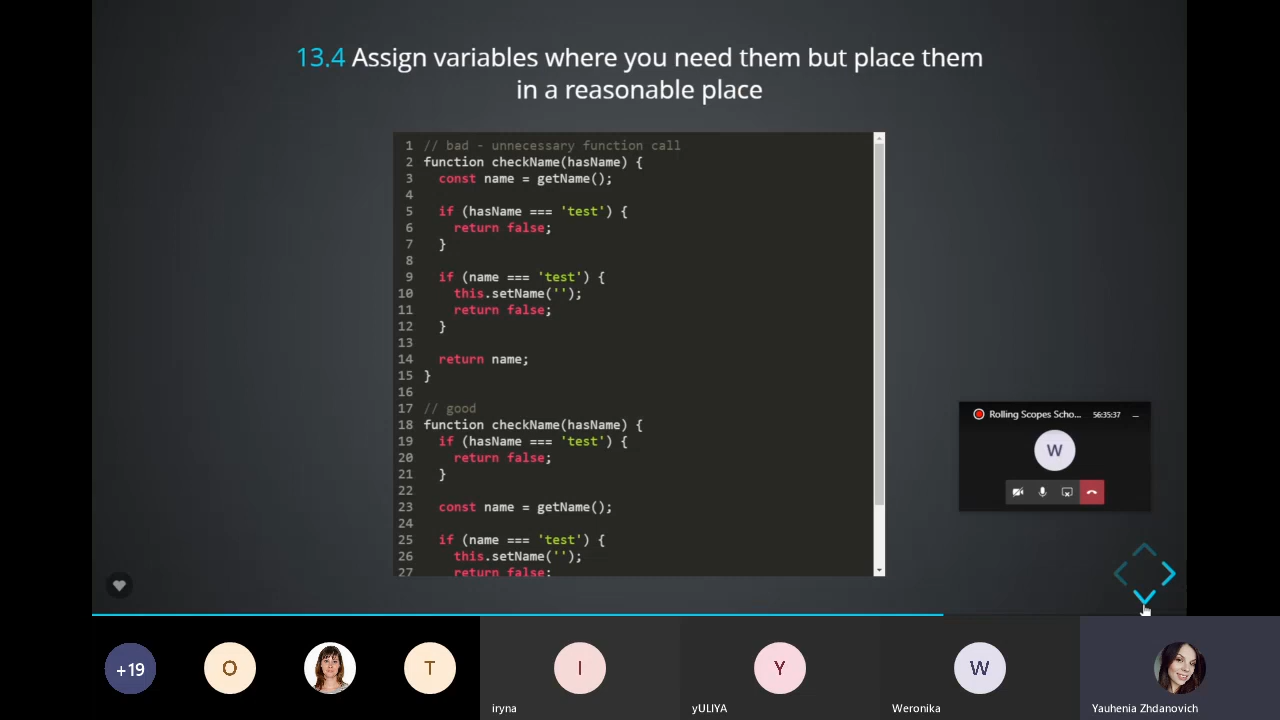 13.4 Assign variables where you need them but place them
in a reasonable place
1 // bad - unnecessary function call
2 function checkName(hasName) {
3 const name = getName();
4
5 if (hasName === 'test') {
6 return false;
7 }
8
9 if (name === 'test') {
10 this.setName('');
11 return false;
12 }
13
14 return name;
15 }
16
17 // good
18 function checkName(hasName) {
19 if (hasName === 'test') {
20 return false;
21 }
22
23 const name = getName();
24
25 if (name === 'test') {
26 this.setName('');
27 return false;
Rolling Scopes Scho... 56:35:37
W
+19
O
T
I
Y
W
iryna
yULIYA
Weronika
Yauhenia Zhdanovich